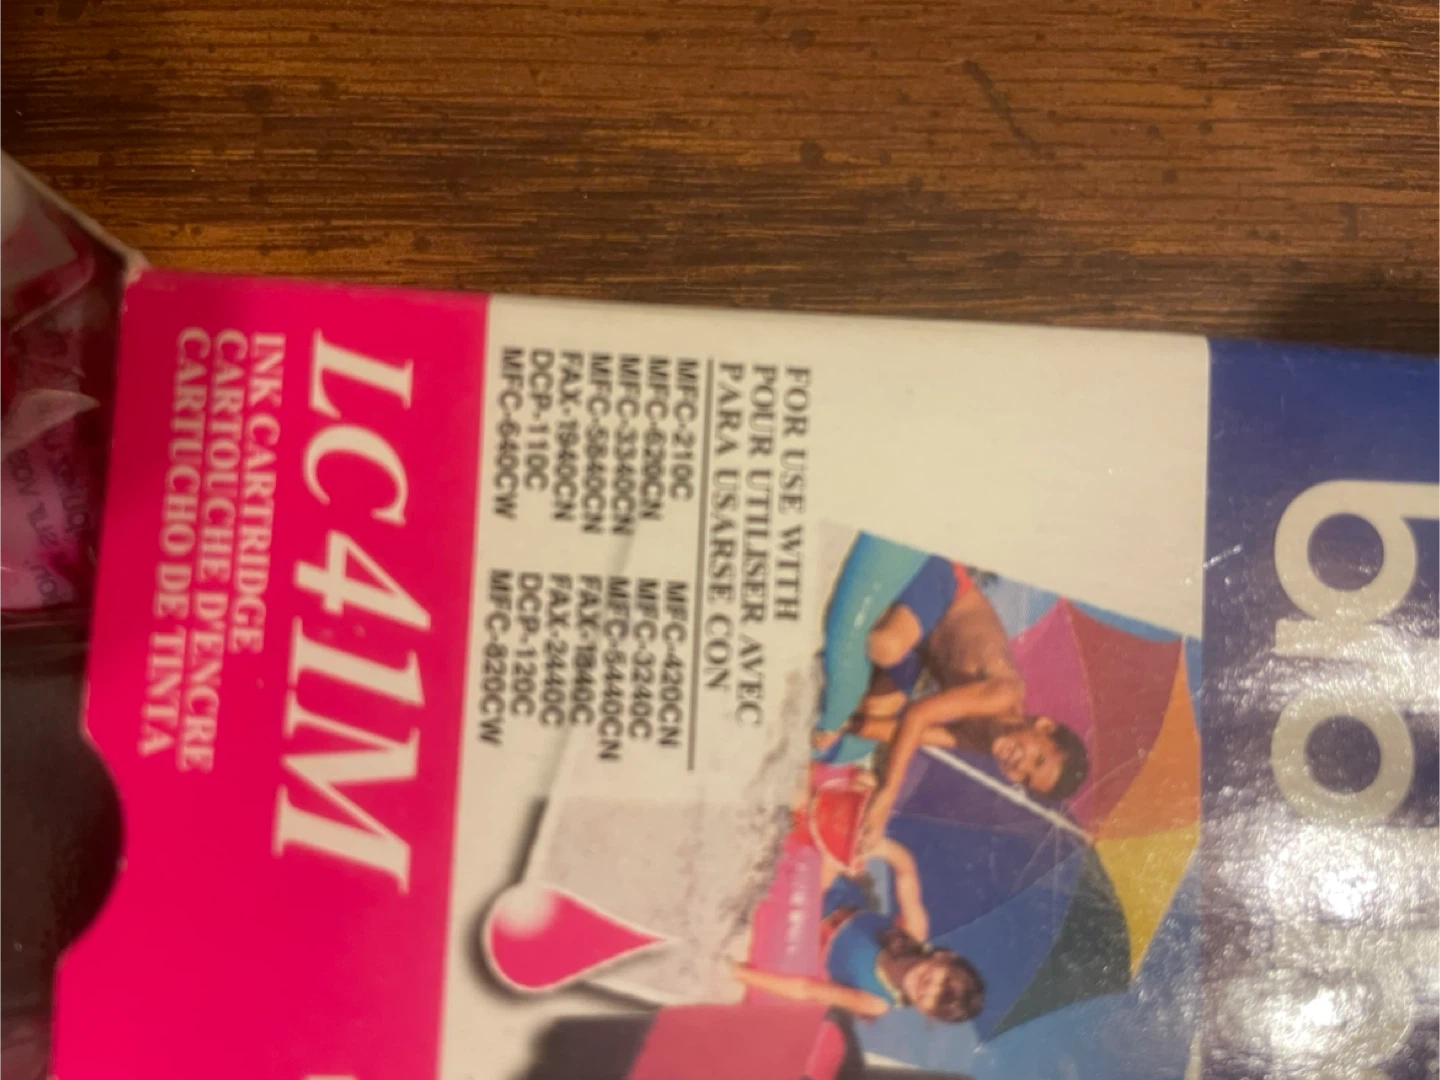 bro
FOR USE WITH
POUR UTILISER AVEC
PARA USARSE CON
MFC-210C MFC-420CN
MFC-620CN MFC-3240C
MFC-3340CN MFC-5440CN
MFC-5840CN FAX-1840C
FAX-1940CN FAX-2440C
DCP-110C DCP-120C
MFC-640CW MFC-820CW
LC41M
INK CARTRIDGE
CARTOUCHE D'ENCRE
CARTUCHO DE TINTA